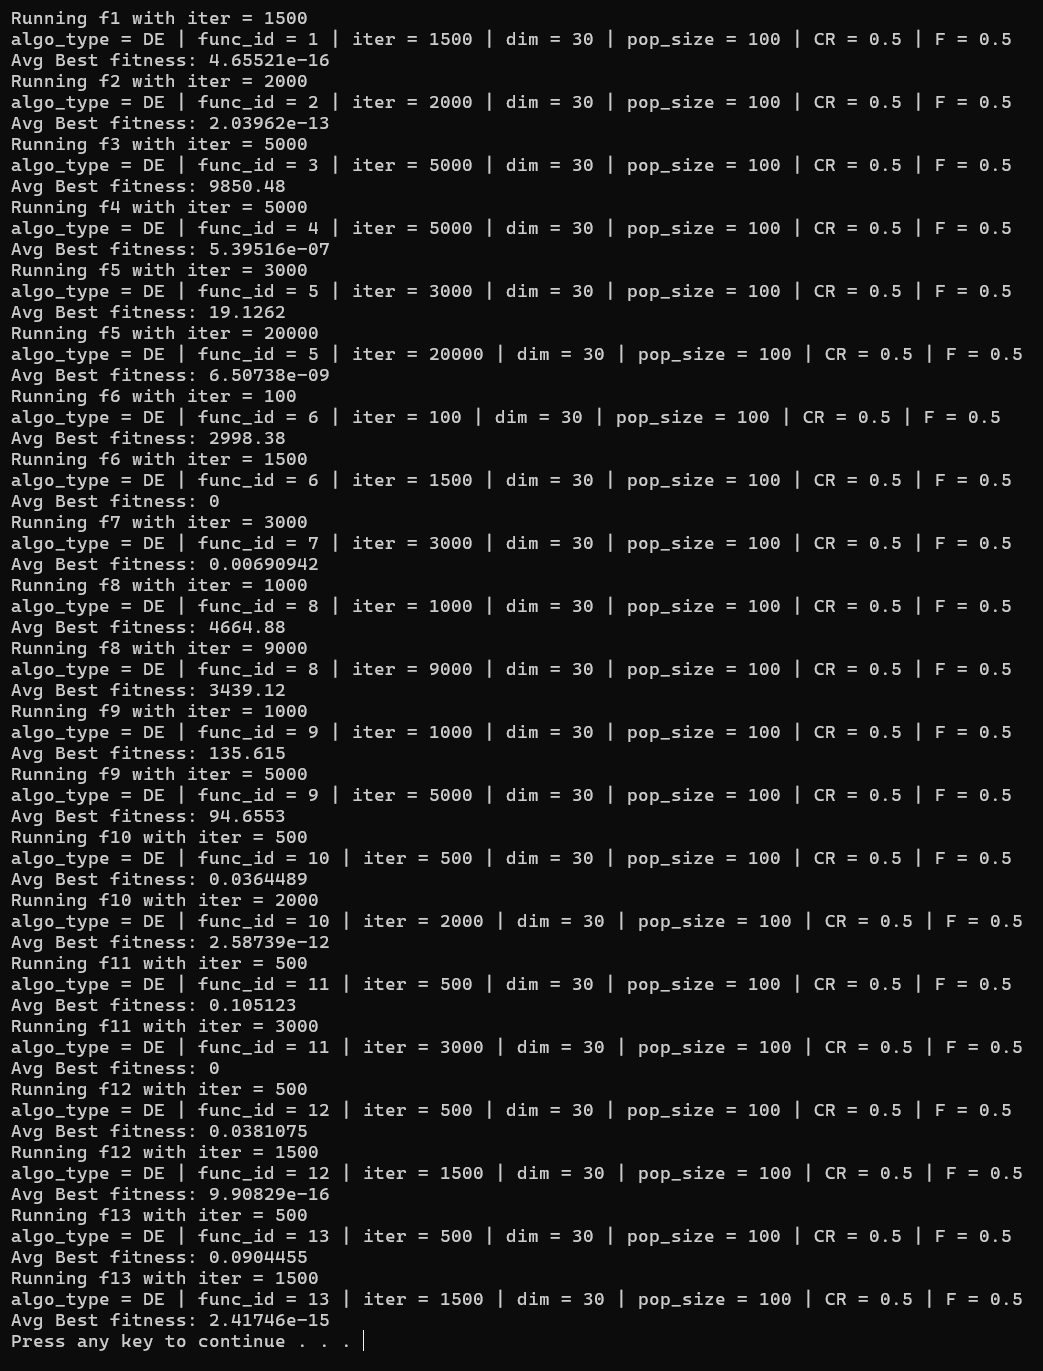 Running f1 with iter = 1500
algo_type = DE | func_id = 1 | iter = 1500 | dim = 30 | pop_size = 100 | CR = 0.5 | F = 0.5
Avg Best fitness: 4.65521e-16
Running f2 with iter = 2000
algo_type = DE | func_id = 2 | iter = 2000 | dim = 30 | pop_size = 100 | CR = 0.5 | F = 0.5
Avg Best fitness: 2.03962e-13
Running f3 with iter = 5000
algo_type = DE | func_id = 3 | iter = 5000 | dim = 30 | pop_size = 100 | CR = 0.5 | F = 0.5
Avg Best fitness: 9850.48
Running f4 with iter = 5000
algo_type = DE | func_id = 4 | iter = 5000 | dim = 30 | pop_size = 100 | CR = 0.5 | F = 0.5
Avg Best fitness: 5.39516e-07
Running f5 with iter = 3000
algo_type = DE | func_id = 5 | iter = 3000 | dim = 30 | pop_size = 100 | CR = 0.5 | F = 0.5
Avg Best fitness: 19.1262
Running f5 with iter = 20000
algo_type = DE | func_id = 5 | iter = 20000 | dim = 30 | pop_size = 100 | CR = 0.5 | F = 0.5
Avg Best fitness: 6.50738e-09
Running f6 with iter = 100
algo_type = DE | func_id = 6 | iter = 100 | dim = 30 | pop_size = 100 | CR = 0.5 | F = 0.5
Avg Best fitness: 2998.38
Running f6 with iter = 1500
algo_type = DE | func_id = 6 | iter = 1500 | dim = 30 | pop_size = 100 | CR = 0.5 | F = 0.5
Avg Best fitness: 0
Running f7 with iter = 3000
algo_type = DE | func_id = 7 | iter = 3000 | dim = 30 | pop_size = 100 | CR = 0.5 | F = 0.5
Avg Best fitness: 0.00690942
Running f8 with iter = 1000
algo_type = DE | func_id = 8 | iter = 1000 | dim = 30 | pop_size = 100 | CR = 0.5 | F = 0.5
Avg Best fitness: 4664.88
Running f8 with iter = 9000
algo_type = DE | func_id = 8 | iter = 9000 | dim = 30 | pop_size = 100 | CR = 0.5 | F = 0.5
Avg Best fitness: 3439.12
Running f9 with iter = 1000
algo_type = DE | func_id = 9 | iter = 1000 | dim = 30 | pop_size = 100 | CR = 0.5 | F = 0.5
Avg Best fitness: 135.615
Running f9 with iter = 5000
algo_type = DE | func_id = 9 | iter = 5000 | dim = 30 | pop_size = 100 | CR = 0.5 | F = 0.5
Avg Best fitness: 94.6553
Running f10 with iter = 500
algo_type = DE | func_id = 10 | iter = 500 | dim = 30 | pop_size = 100 | CR = 0.5 | F = 0.5
Avg Best fitness: 0.0364489
Running f10 with iter = 2000
algo_type = DE | func_id = 10 | iter = 2000 | dim = 30 | pop_size = 100 | CR = 0.5 | F = 0.5
Avg Best fitness: 2.58739e-12
Running f11 with iter = 500
algo_type = DE | func_id = 11 | iter = 500 | dim = 30 | pop_size = 100 | CR = 0.5 | F = 0.5
Avg Best fitness: 0.105123
Running f11 with iter = 3000
algo_type = DE | func_id = 11 | iter = 3000 | dim = 30 | pop_size = 100 | CR = 0.5 | F = 0.5
Avg Best fitness: 0
Running f12 with iter = 500
algo_type = DE | func_id = 12 | iter = 500 | dim = 30 | pop_size = 100 | CR = 0.5 | F = 0.5
Avg Best fitness: 0.0381075
Running f12 with iter = 1500
algo_type = DE | func_id = 12 | iter = 1500 | dim = 30 | pop_size = 100 | CR = 0.5 | F = 0.5
Avg Best fitness: 9.90829e-16
Running f13 with iter = 500
algo_type = DE | func_id = 13 | iter = 500 | dim = 30 | pop_size = 100 | CR = 0.5 | F = 0.5
Avg Best fitness: 0.0904455
Running f13 with iter = 1500
algo_type = DE | func_id = 13 | iter = 1500 | dim = 30 | pop_size = 100 | CR = 0.5 | F = 0.5
Avg Best fitness: 2.41746e-15
Press any key to continue . . .